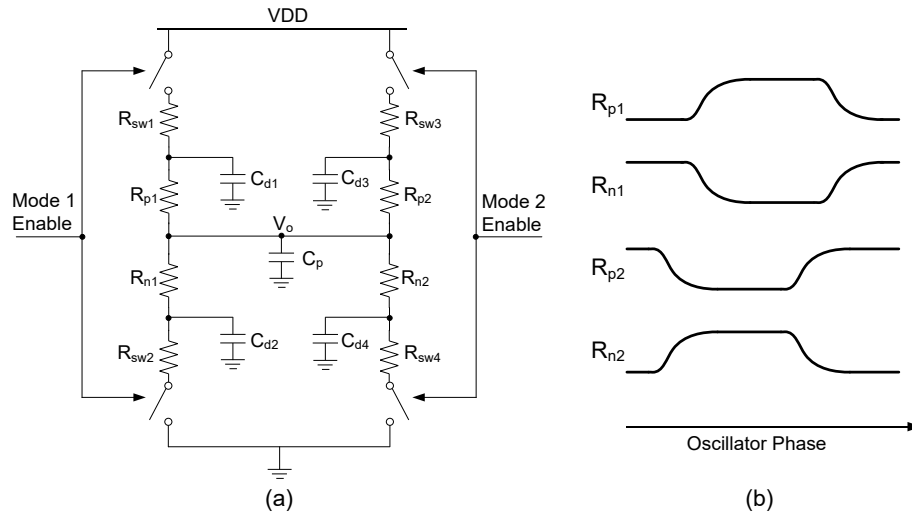 VDD
Rsw1
Rsw3
Cd1
Cd3
Rp1
Rp2
Mode 1
Enable
Mode 2
Enable
Vo
Cp
Rn1
Rn2
Cd2
Cd4
Rsw2
Rsw4
(a)
Rp1
Rn1
Rp2
Rn2
Oscillator Phase
(b)